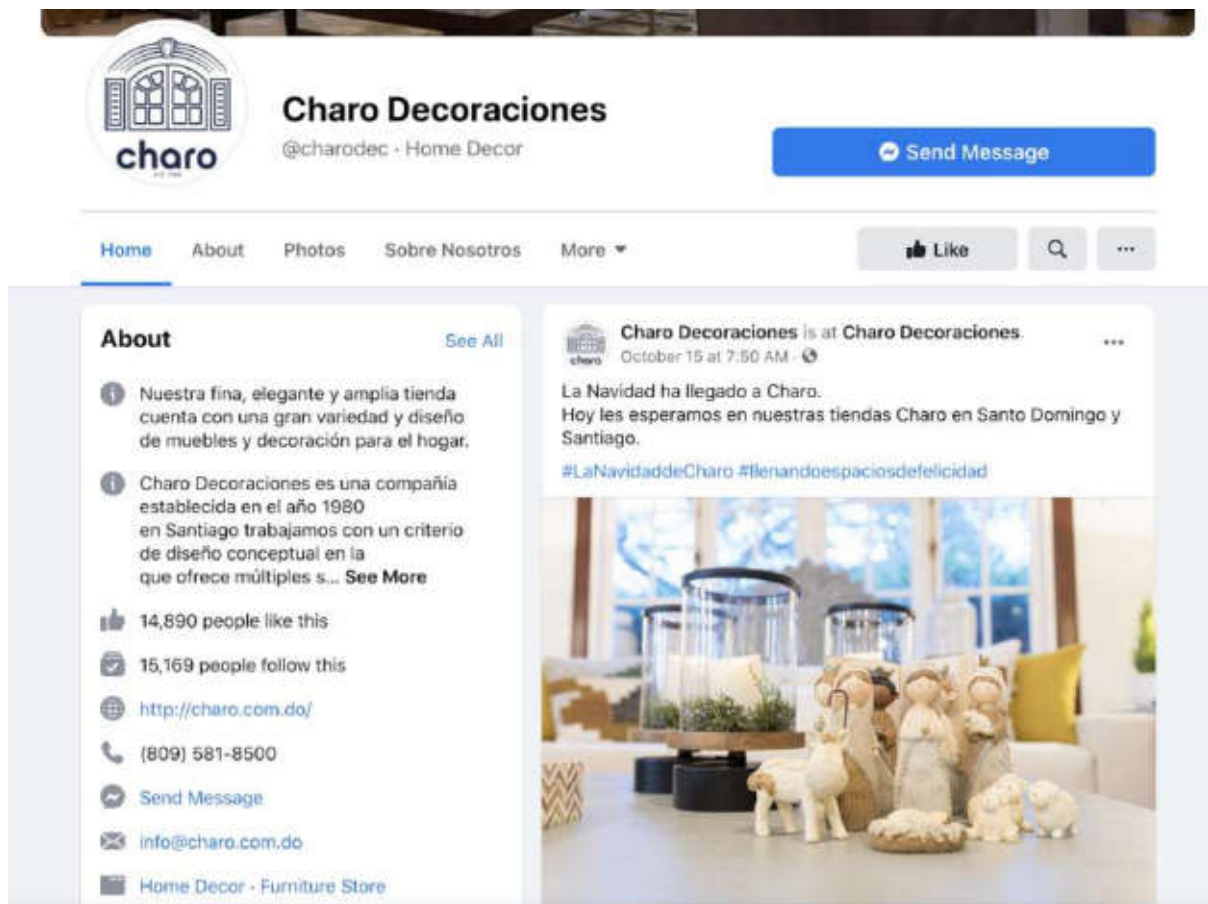 charo
Charo Decoraciones
@charodec · Home Decor
Send Message
Home
About
Photos
Sobre Nosotros
More
Like
About
See All
Nuestra fina, elegante y amplia tienda
cuenta con una gran variedad y diseño
de muebles y decoración para el hogar.
Charo Decoraciones es una compañía
establecida en el año 1980
en Santiago trabajamos con un criterio
de diseño conceptual en la
que ofrece múltiples s... See More
14,890 people like this
15,169 people follow this
http://charo.com.do/
(809) 581-8500
Send Message
info@charo.com.do
Home Decor · Furniture Store
charo
Charo Decoraciones is at Charo Decoraciones.
October 15 at 7:50 AM ·
La Navidad ha llegado a Charo.
Hoy les esperamos en nuestras tiendas Charo en Santo Domingo y
Santiago.
#LaNavidaddeCharo #llenandoespaciosdefelicidad